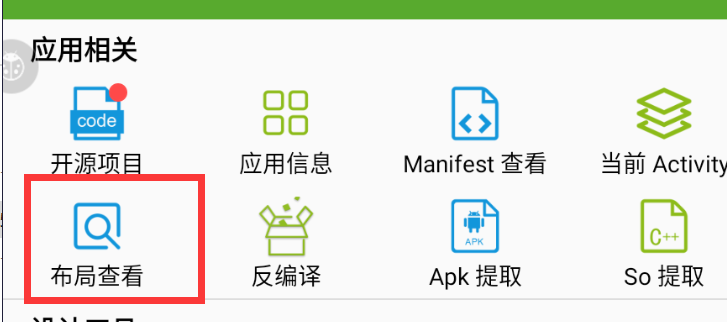 应用相关
code
开源项目 应用信息 Manifest 查看 当前 Activity
APK C++
布局查看 反编译 Apk 提取 So 提取